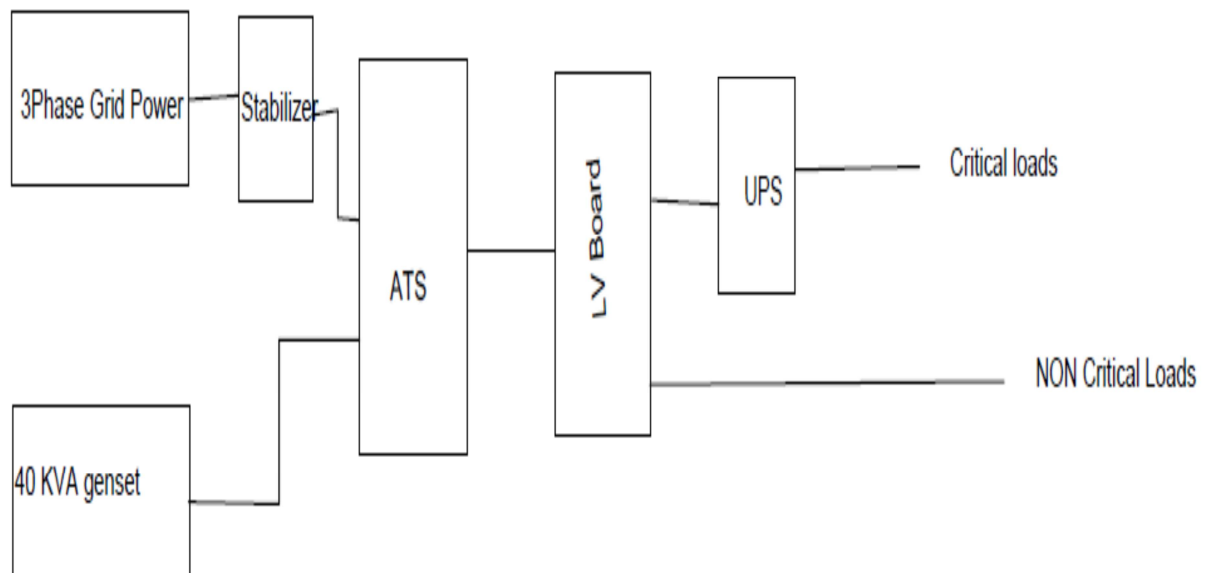 3Phase Grid Power
Stabilizer
ATS
LV Board
UPS
Critical loads
NON Critical Loads
40 KVA genset